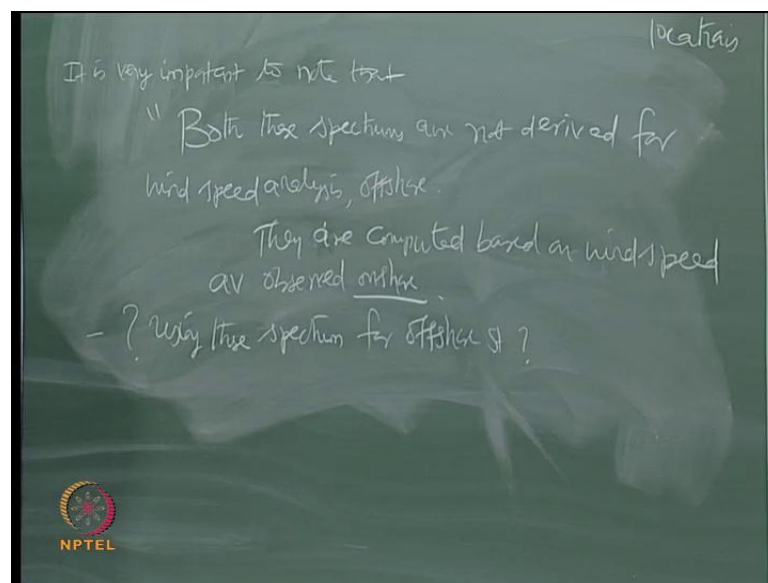 locations
It is very important to note that
" Both these spectrums are not derived for
wind speed analysis, offshore.
They are computed based on wind speed
as observed onshore.
- ? Using these spectrum for offshore st ?
NPTEL